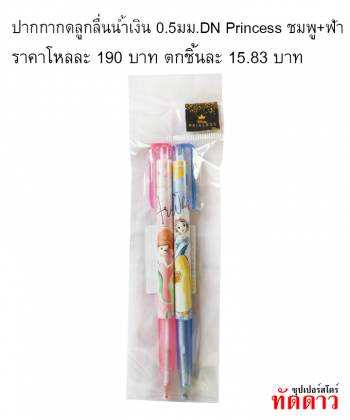 ปากกากดลูกลื่นน้ำเงิน 0.5มม.DN Princess ชมพู+ฟ้า
ราคาโหลละ 190 บาท ตกชิ้นละ 15.83 บาท
Disney
PRINCESS
ซุปเปอร์สโตร์
ทัดดาว